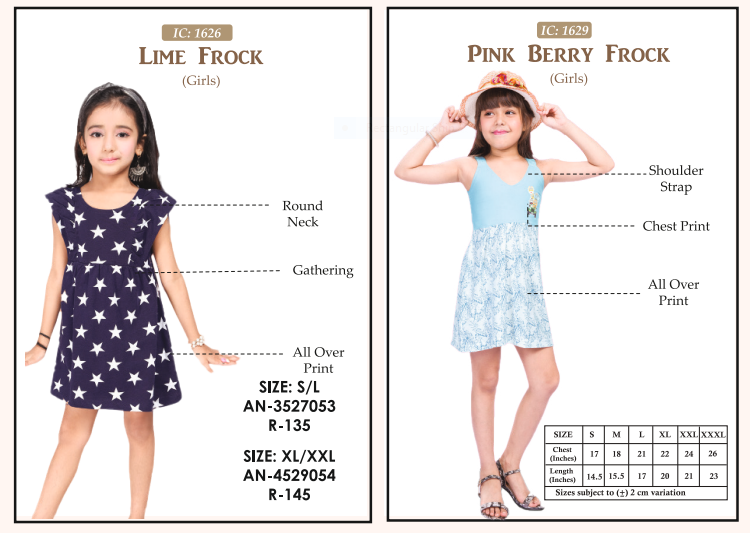 IC: 1626
LIME FROCK
(Girls)
Round
Neck
Gathering
All Over
Print
SIZE: S/L
AN-3527053
R-135
SIZE: XL/XXL
AN-4529054
R-145
IC: 1629
PINK BERRY FROCK
(Girls)
Shoulder
Strap
Chest Print
All Over
Print
SIZE S M L XL XXL XXXL
Chest (Inches) 17 18 21 22 24 26
Length (Inches) 14.5 15.5 17 20 21 23
Sizes subject to (±) 2 cm variation